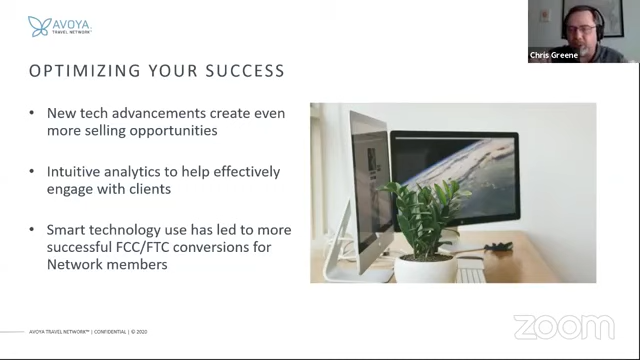 AVOYA
TRAVEL NETWORK™
Chris Greene
OPTIMIZING YOUR SUCCESS
• New tech advancements create even
more selling opportunities
• Intuitive analytics to help effectively
engage with clients
• Smart technology use has led to more
successful FCC/FTC conversions for
Network members
AVOYA TRAVEL NETWORK™ | CONFIDENTIAL | © 2020
zoom